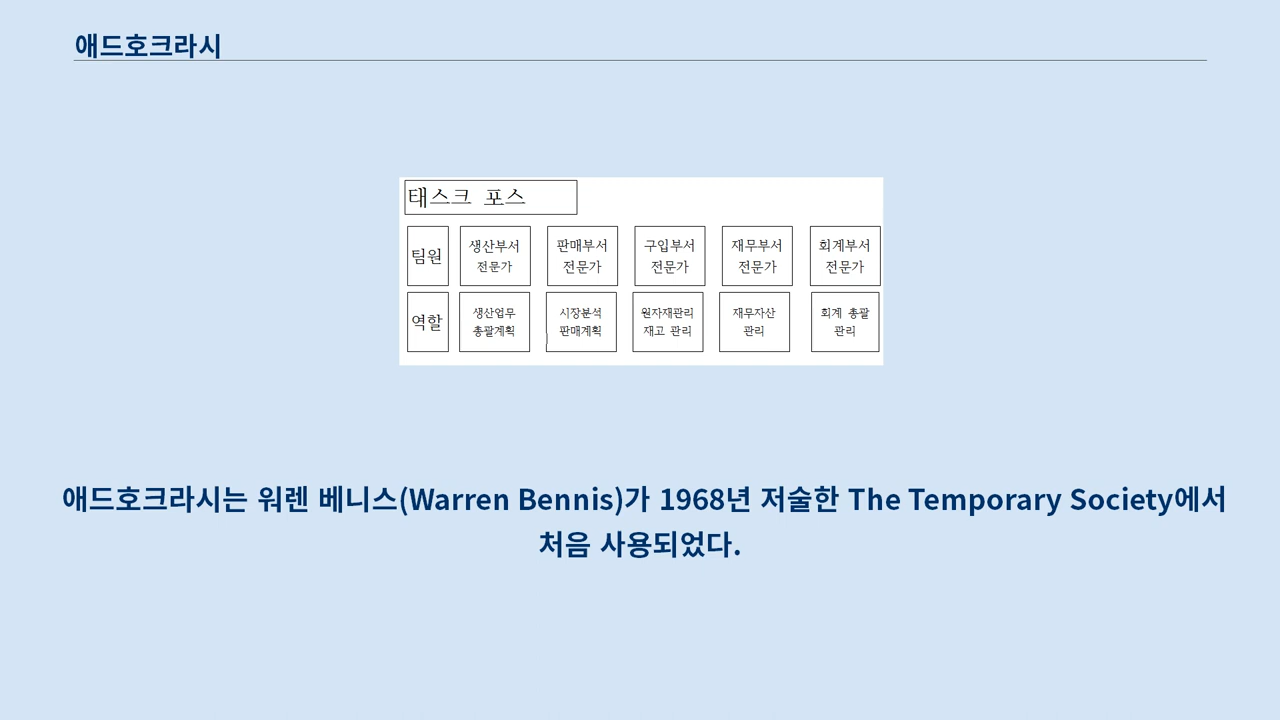 애드호크라시
태스크 포스
팀원 생산부서 전문가 판매부서 전문가 구입부서 전문가 재무부서 전문가 회계부서 전문가
역할 생산업무 총괄계획 시장분석 판매계획 원자재관리 재고 관리 재무자산 관리 회계 총괄 관리
애드호크라시는 워렌 베니스(Warren Bennis)가 1968년 저술한 The Temporary Society에서
처음 사용되었다.